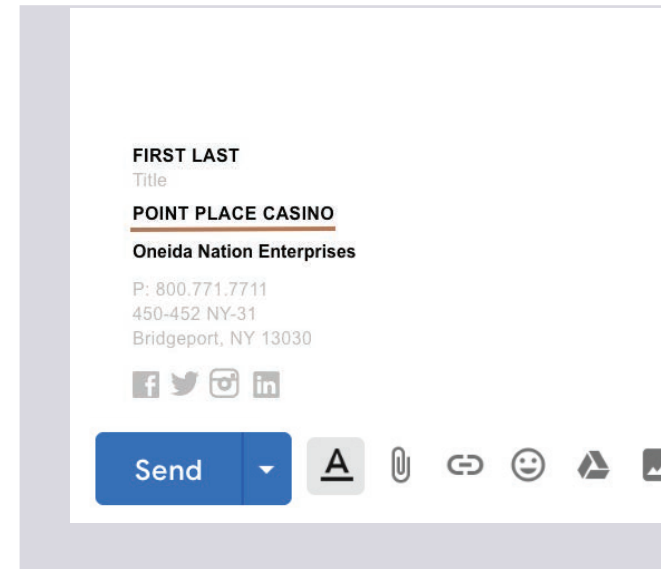 FIRST LAST
Title
POINT PLACE CASINO
Oneida Nation Enterprises
P: 800.771.7711
450-452 NY-31
Bridgeport, NY 13030
Send